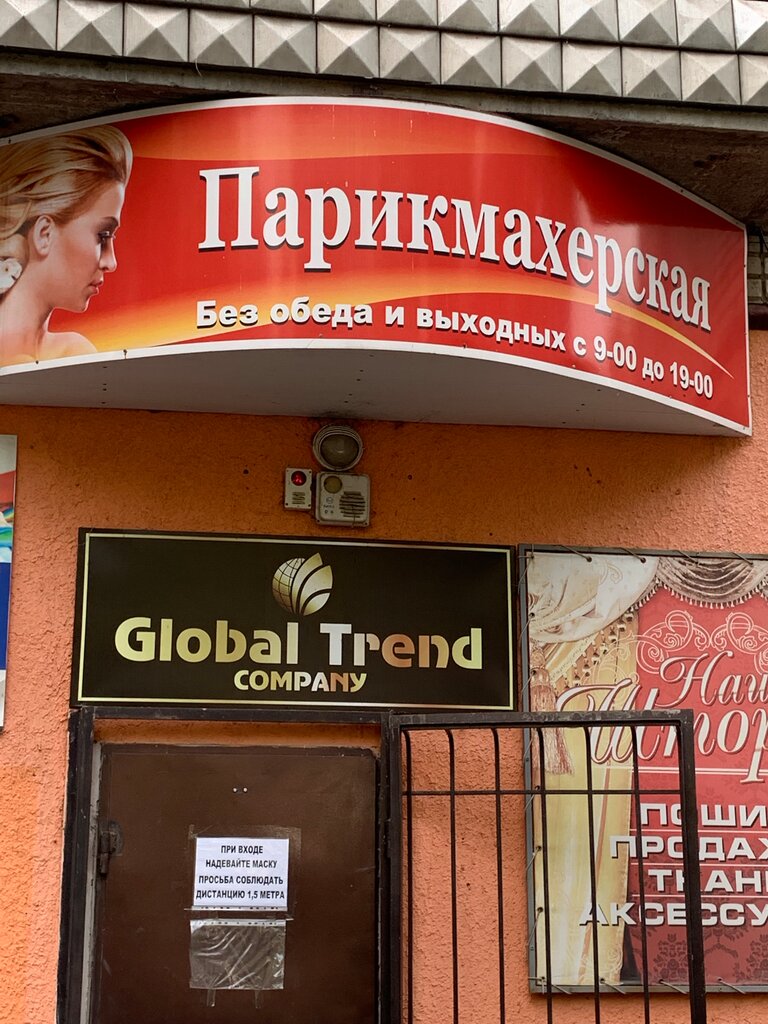 Парикмахерская
Без обеда и выходных с 9-00 до 19-00
Global Trend
COMPANY
ПРИ ВХОДЕ
НАДЕВАЙТЕ МАСКУ
ПРОСЬБА СОБЛЮДАТЬ
ДИСТАНЦИЮ 1,5 МЕТРА